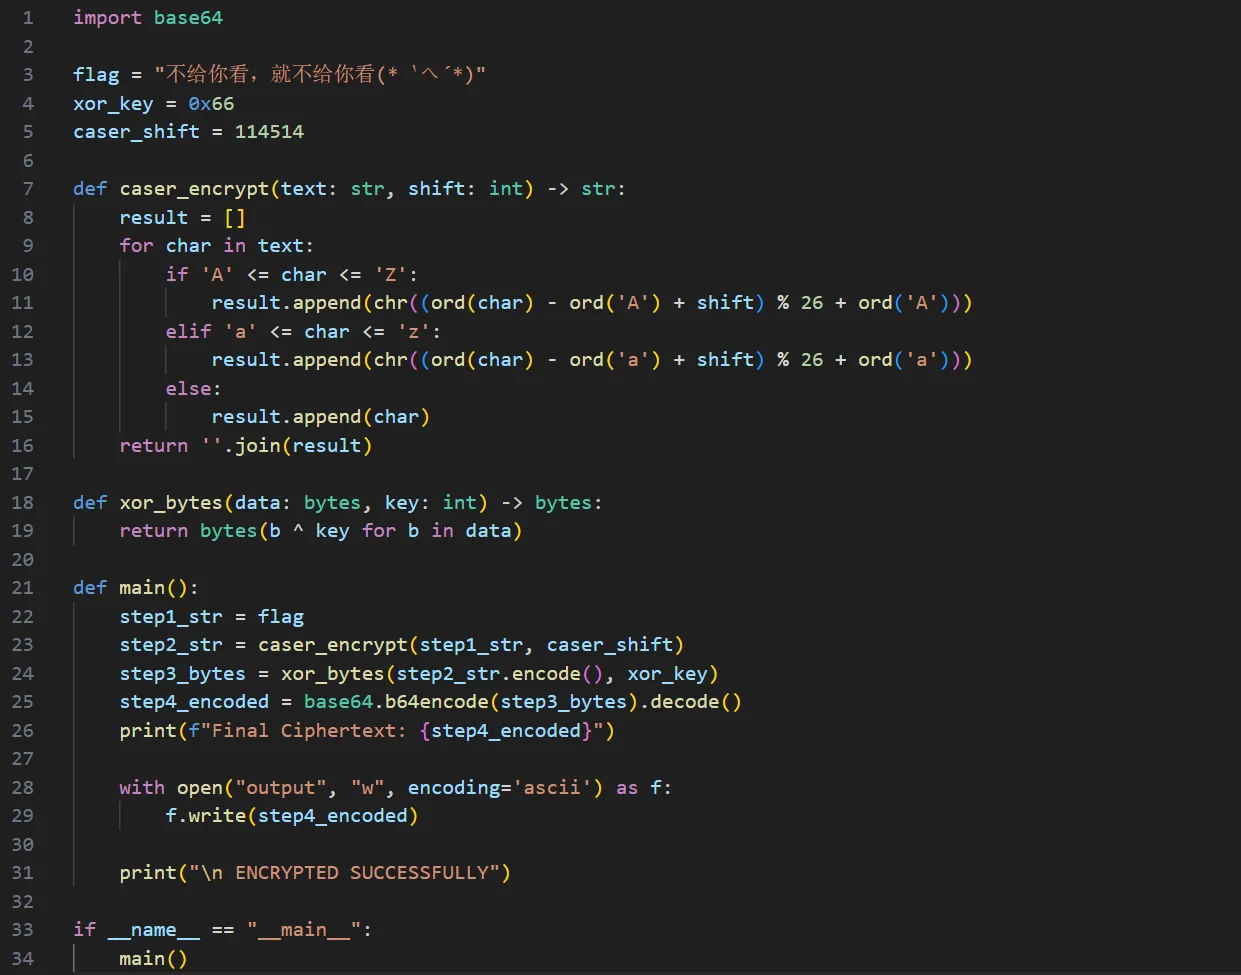 1 import base64
2
3 flag = "不给你看，就不给你看(* ‵へ´*)"
4 xor_key = 0x66
5 caser_shift = 114514
6
7 def caser_encrypt(text: str, shift: int) -> str:
8     result = []
9     for char in text:
10         if 'A' <= char <= 'Z':
11             result.append(chr((ord(char) - ord('A') + shift) % 26 + ord('A')))
12         elif 'a' <= char <= 'z':
13             result.append(chr((ord(char) - ord('a') + shift) % 26 + ord('a')))
14         else:
15             result.append(char)
16     return ''.join(result)
17
18 def xor_bytes(data: bytes, key: int) -> bytes:
19     return bytes(b ^ key for b in data)
20
21 def main():
22     step1_str = flag
23     step2_str = caser_encrypt(step1_str, caser_shift)
24     step3_bytes = xor_bytes(step2_str.encode(), xor_key)
25     step4_encoded = base64.b64encode(step3_bytes).decode()
26     print(f"Final Ciphertext: {step4_encoded}")
27
28     with open("output", "w", encoding='ascii') as f:
29         f.write(step4_encoded)
30
31     print("\n ENCRYPTED SUCCESSFULLY")
32
33 if __name__ == "__main__":
34     main()